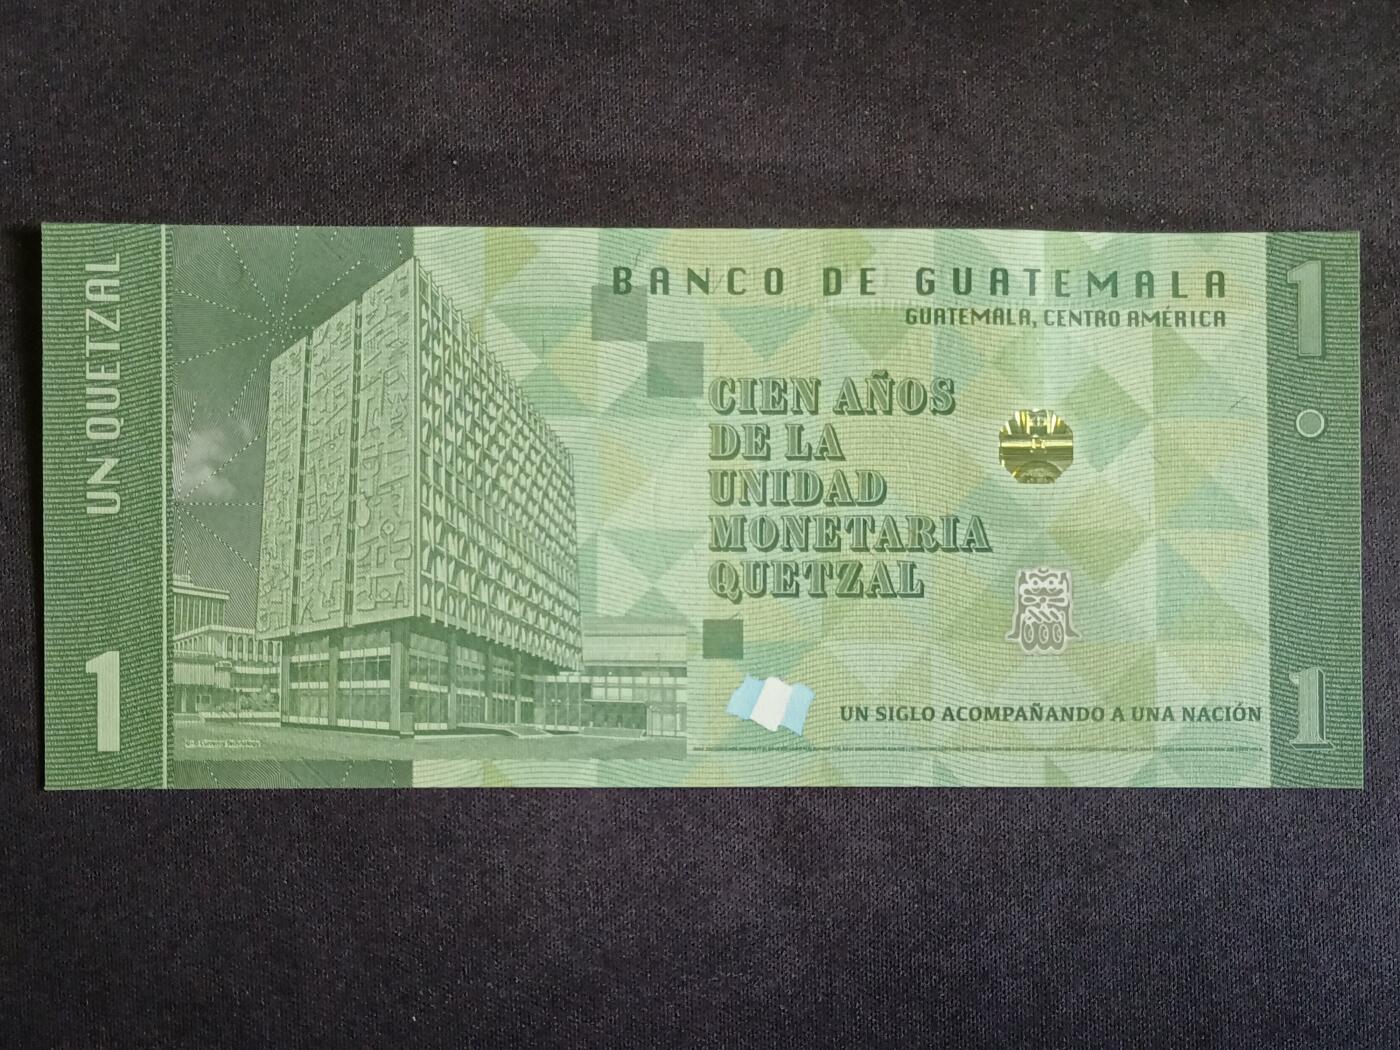 UN QUETZAL
1
BANCO DE GUATEMALA
GUATEMALA, CENTRO AMÉRICA
CIEN AÑOS
DE LA
UNIDAD
MONETARIA
QUETZAL
UN SIGLO ACOMPAÑANDO A UNA NACIÓN
1
1